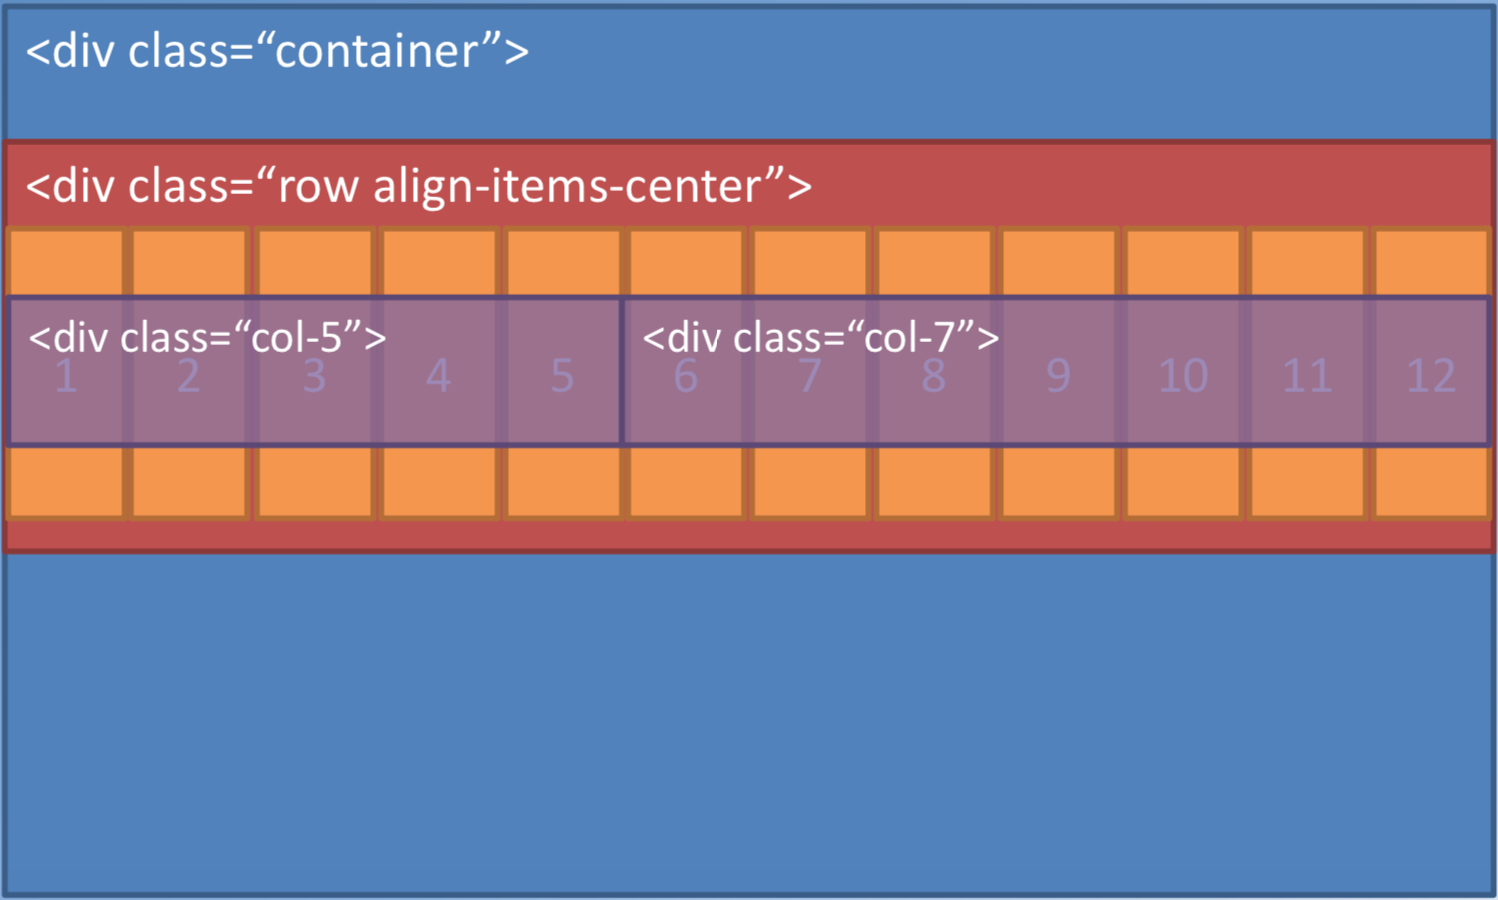 <div class=“container”>
<div class=“row align-items-center”>
<div class=“col-5”> <div class=“col-7”>
1 2 3 4 5 6 7 8 9 10 11 12